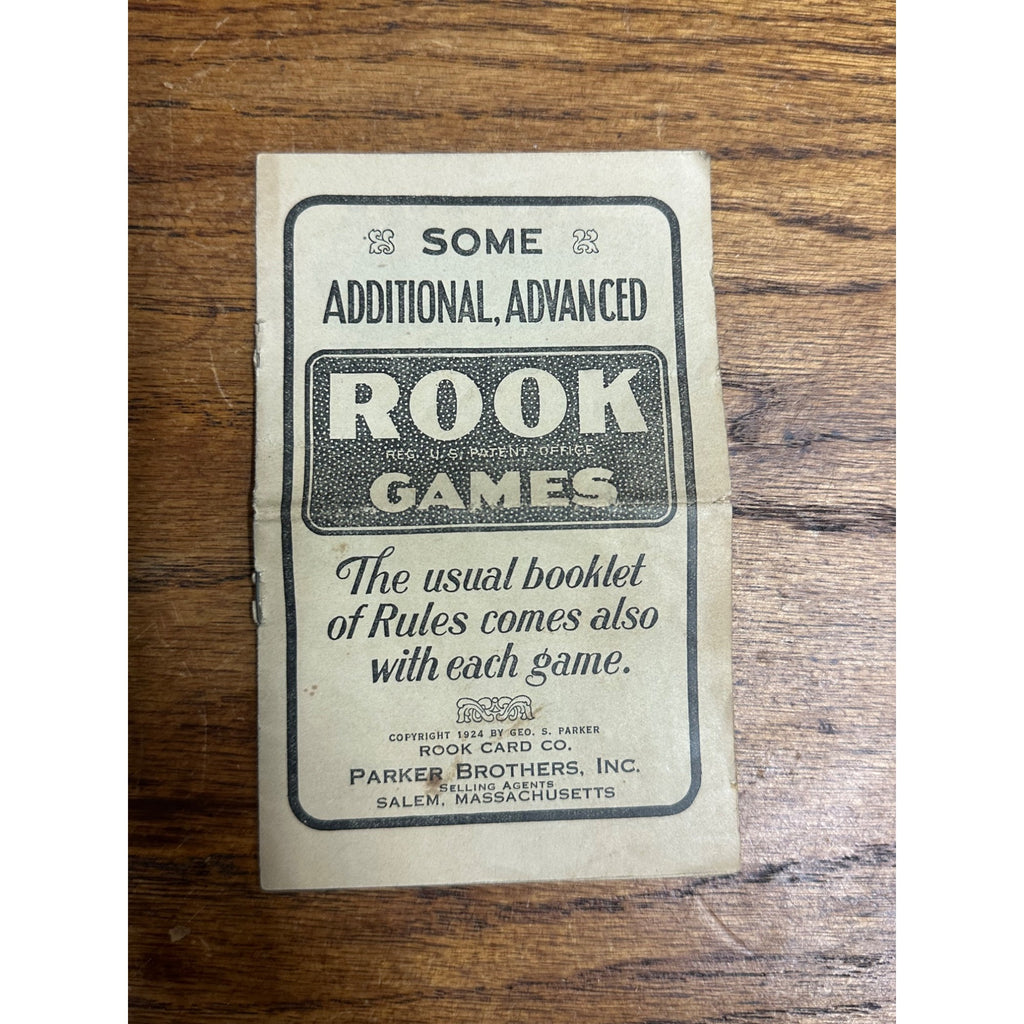 SOME
ADDITIONAL, ADVANCED
ROOK
REG. U.S. PATENT OFFICE
GAMES
The usual booklet
of Rules comes also
with each game.
COPYRIGHT 1924 BY GEO. S. PARKER
ROOK CARD CO.
PARKER BROTHERS, INC.
SELLING AGENTS
SALEM, MASSACHUSETTS